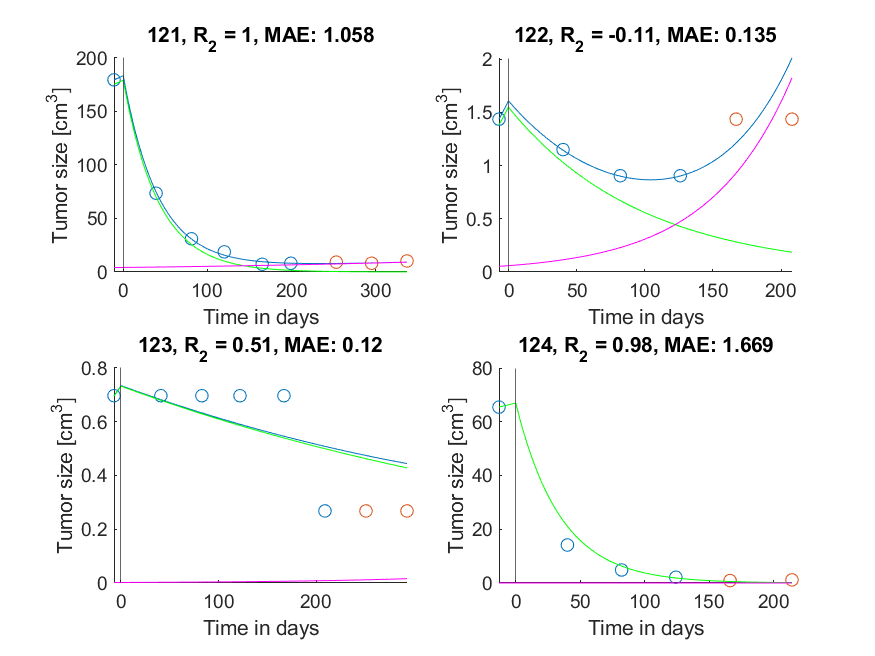 121, R2 = 1, MAE: 1.058
200
150
100
50
0
Tumor size [cm3]
0 100 200 300
Time in days
122, R2 = -0.11, MAE: 0.135
2
1.5
1
0.5
0
Tumor size [cm3]
0 50 100 150 200
Time in days
123, R2 = 0.51, MAE: 0.12
0.8
0.6
0.4
0.2
0
Tumor size [cm3]
0 100 200
Time in days
124, R2 = 0.98, MAE: 1.669
80
60
40
20
0
Tumor size [cm3]
0 50 100 150 200
Time in days